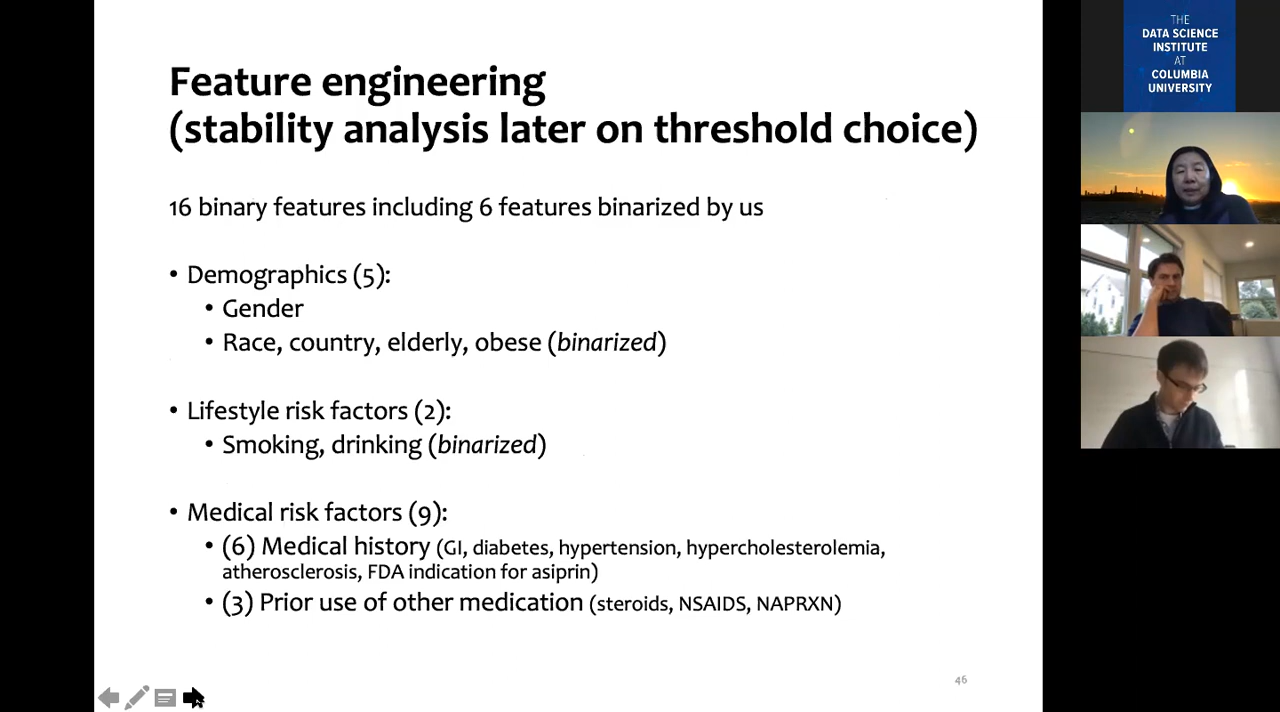 Feature engineering
(stability analysis later on threshold choice)
16 binary features including 6 features binarized by us
• Demographics (5):
• Gender
• Race, country, elderly, obese (binarized)
• Lifestyle risk factors (2):
• Smoking, drinking (binarized)
• Medical risk factors (9):
• (6) Medical history (GI, diabetes, hypertension, hypercholesterolemia,
atherosclerosis, FDA indication for asiprin)
• (3) Prior use of other medication (steroids, NSAIDS, NAPRXN)
46
THE
DATA SCIENCE
INSTITUTE
AT
COLUMBIA
UNIVERSITY